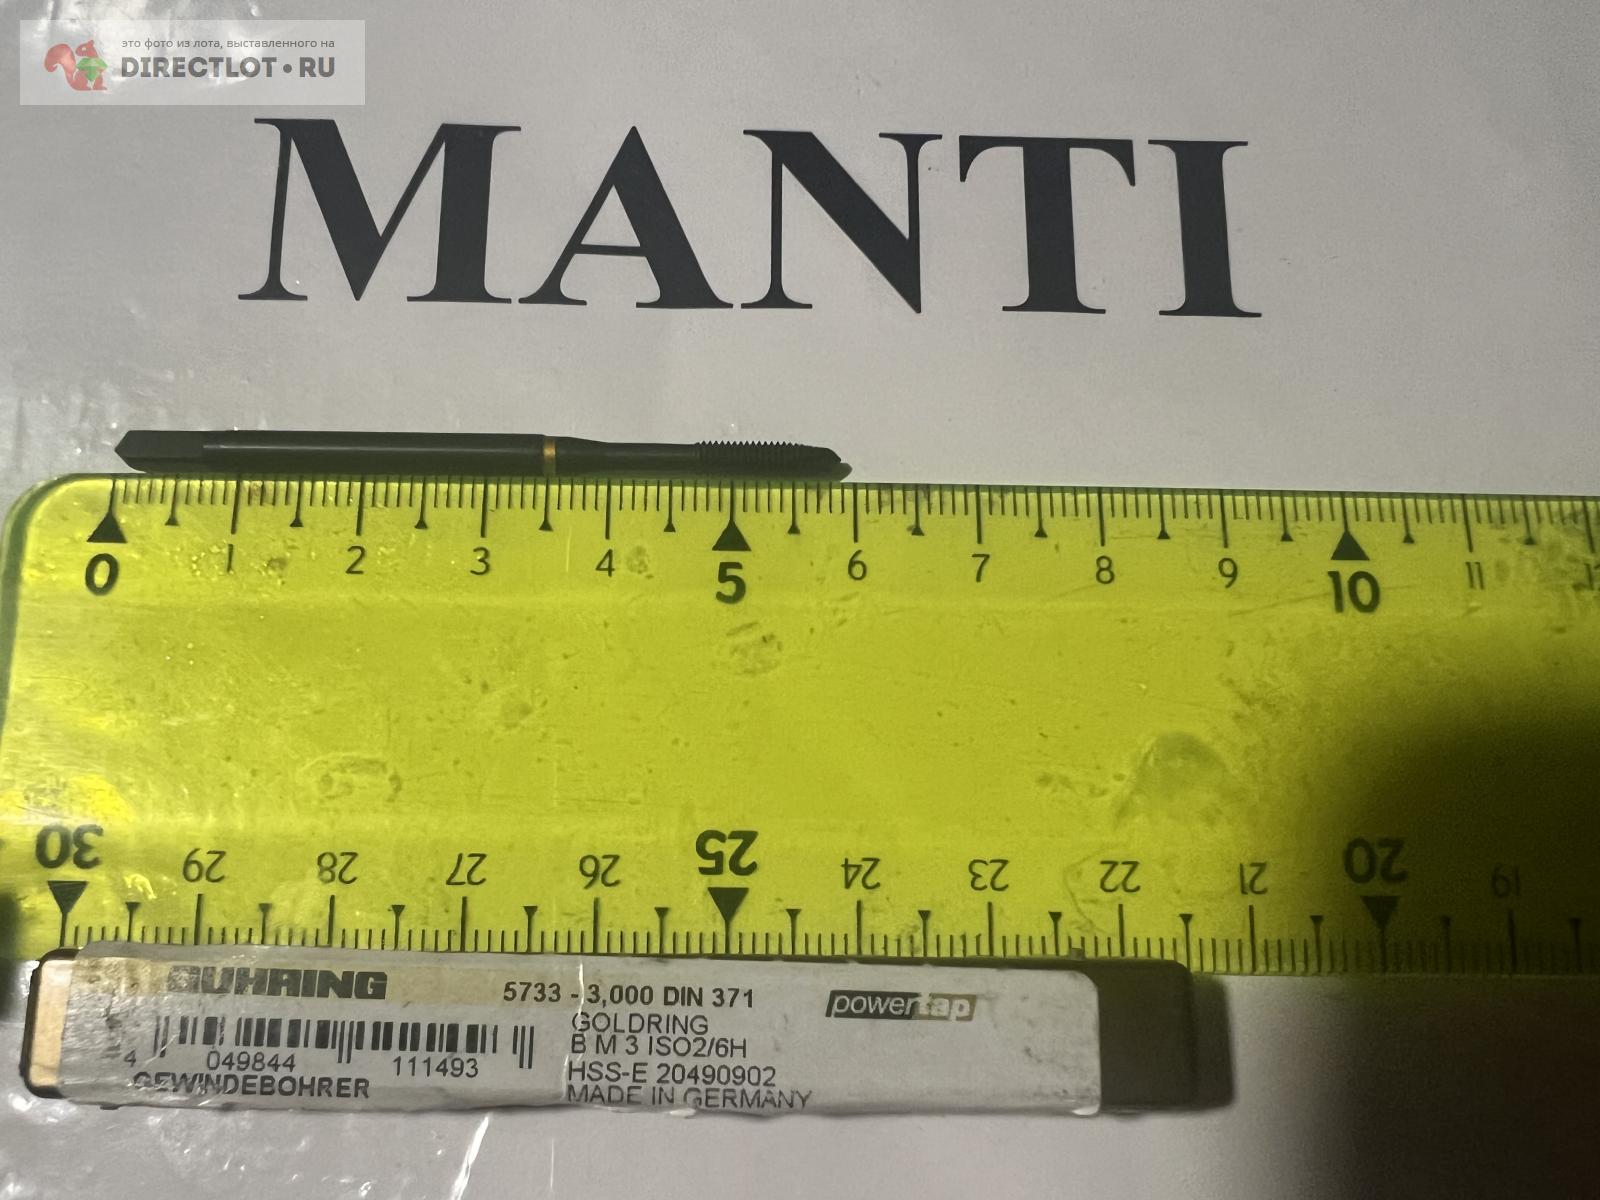 это фото из лота, выставленного на
DIRECTLOT•RU
MANTI
0 1 2 3 4 5 6 7 8 9 10 11
30 29 28 27 26 25 24 23 22 21 20 19
GUHRING
5733 - 3,000 DIN 371
powertap
GOLDRING
B M 3 ISO2/6H
4 049844 111493
HSS-E 20490902
GEWINDEBOHRER
MADE IN GERMANY